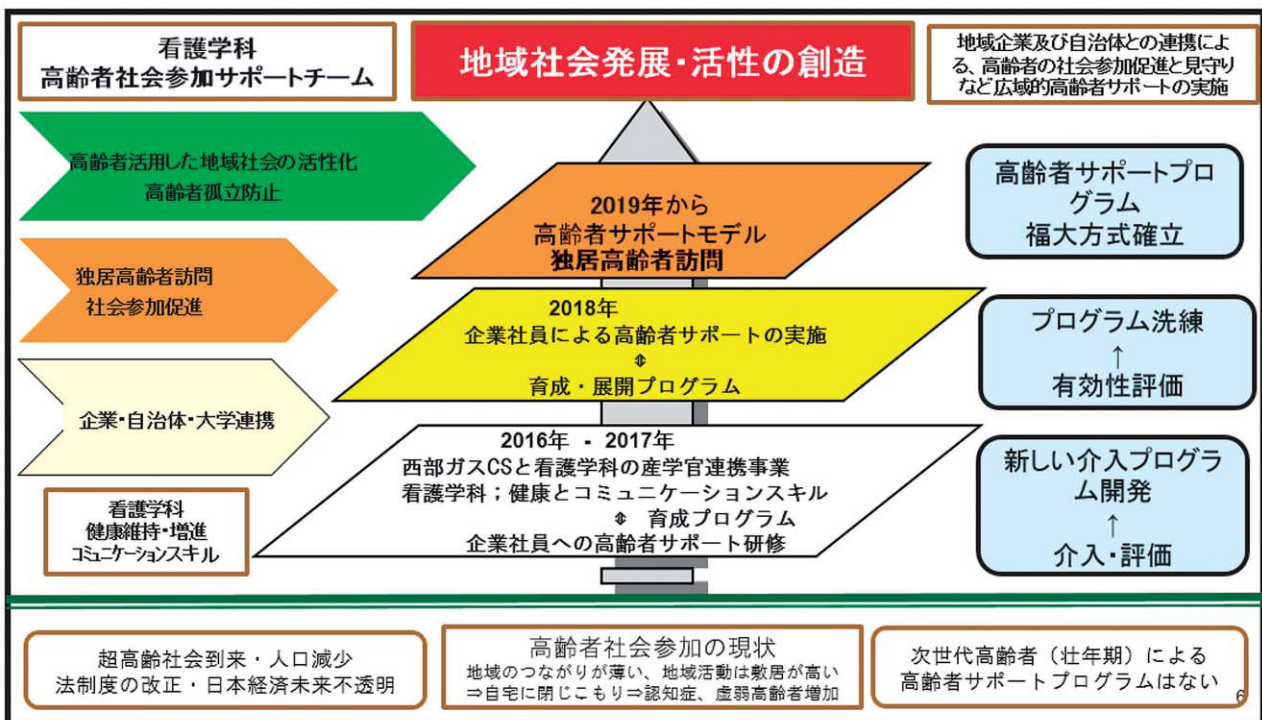 看護学科
高齢者社会参加サポートチーム
地域社会発展・活性の創造
地域企業及び自治体との連携によ
る、高齢者の社会参加促進と見守り
など広域的高齢者サポートの実施
高齢者活用した地域社会の活性化
高齢者孤立防止
2019年から
高齢者サポートモデル
独居高齢者訪問
高齢者サポートプロ
グラム
福大方式確立
独居高齢者訪問
社会参加促進
2018年
企業社員による高齢者サポートの実施
⇕
育成・展開プログラム
プログラム洗練
↑
有効性評価
企業・自治体・大学連携
2016年 - 2017年
西部ガスCSと看護学科の産学官連携事業
看護学科；健康とコミュニケーションスキル
⇕ 育成プログラム
企業社員への高齢者サポート研修
新しい介入プログラ
ム開発
↑
介入・評価
看護学科
健康維持・増進
コミュニケーションスキル
超高齢社会到来・人口減少
法制度の改正・日本経済未来不透明
高齢者社会参加の現状
地域のつながりが薄い、地域活動は敷居が高い
⇒自宅に閉じこもり⇒認知症、虚弱高齢者増加
次世代高齢者（壮年期）による
高齢者サポートプログラムはない
6